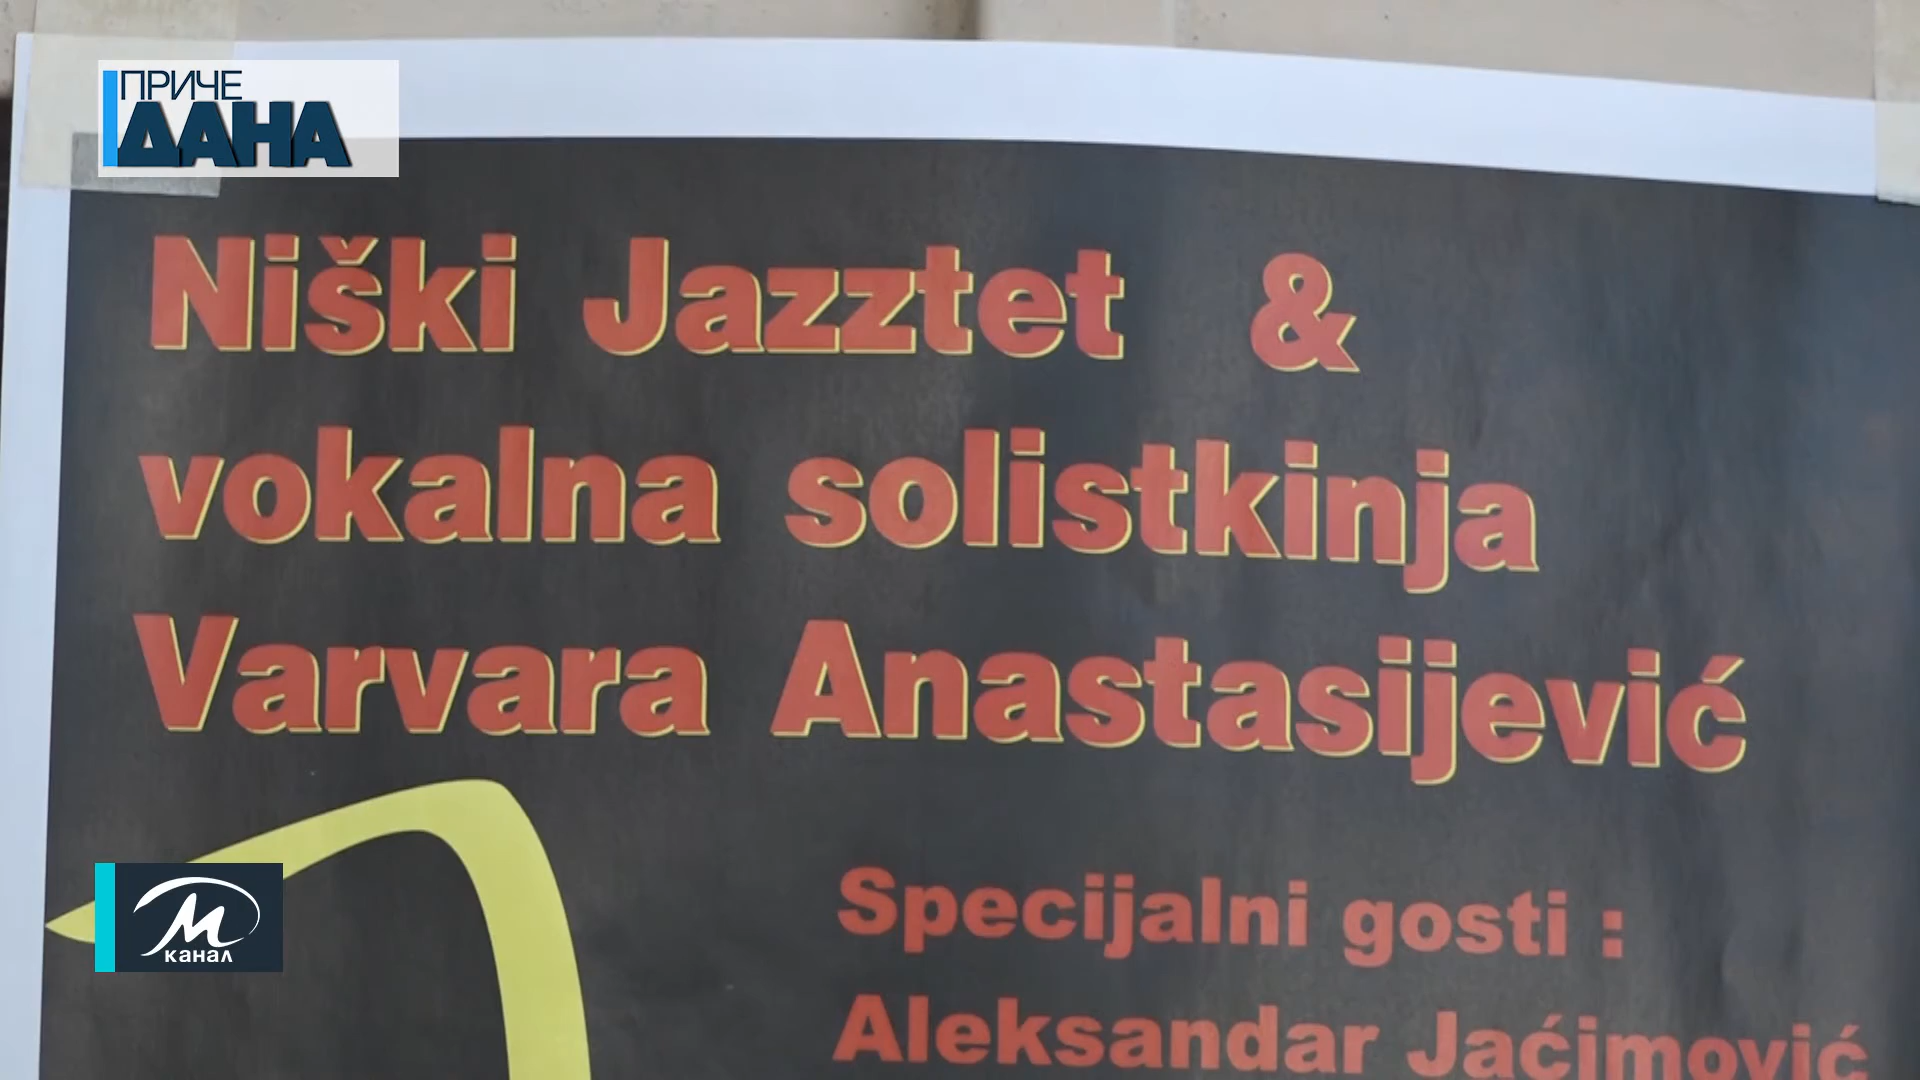 ПРИЧЕ
ДАНА
Niški Jazztet &
vokalna solistkinja
Varvara Anastasijević
Specijalni gosti :
Aleksandar Jaćimović
М
канал